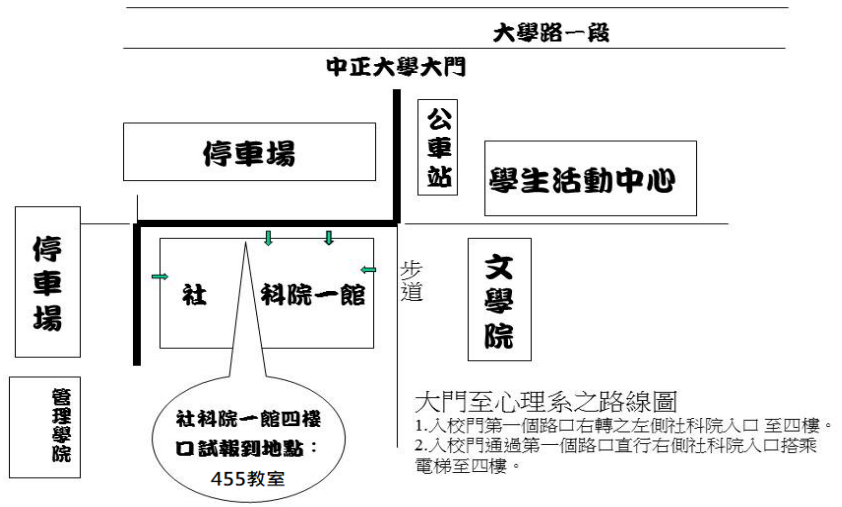 大學路一段
中正大學大門
公車站
停車場
學生活動中心
停車場
社 科院一館
步道
文學院
管理學院
社科院一館四樓
口試報到地點：
455教室
大門至心理系之路線圖
1.入校門第一個路口右轉之左側社科院入口 至四樓。
2.入校門通過第一個路口直行右側社科院入口搭乘
電梯至四樓。